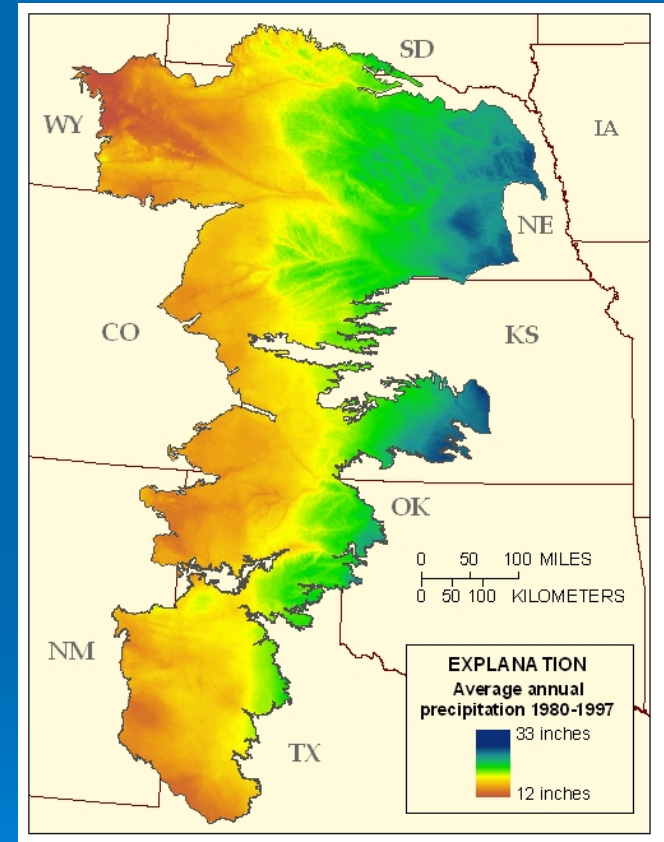 SD
WY
IA
NE
CO
KS
OK
0 50 100 MILES
0 50 100 KILOMETERS
NM
EXPLANATION
Average annual
precipitation 1980-1997
33 inches
12 inches
TX